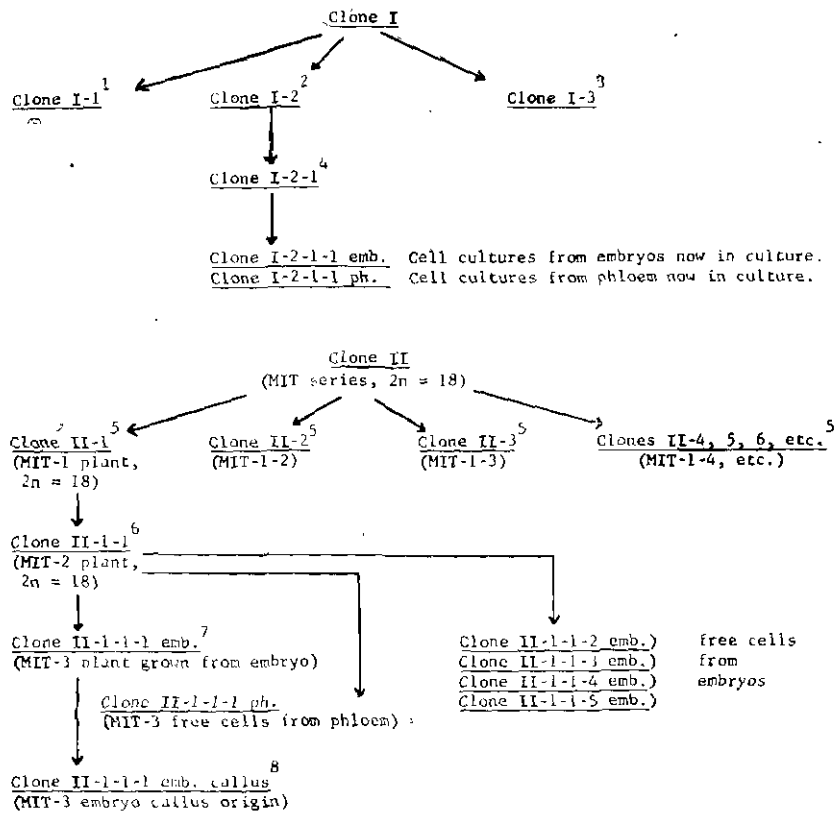 Clone I
Clone I-1 1 Clone I-2 2 Clone I-3 3
Clone I-2-1 4
Clone I-2-1-1 emb. Cell cultures from embryos now in culture.
Clone I-2-1-1 ph. Cell cultures from phloem now in culture.
Clone II
(MIT series, 2n = 18)
Clone II-1 5 Clone II-2 5 Clone II-3 5 Clones II-4, 5, 6, etc. 5
(MIT-1 plant, (MIT-1-2) (MIT-1-3) (MIT-1-4, etc.)
2n = 18)
Clone II-1-1 6
(MIT-2 plant,
2n = 18)
Clone II-1-1-1 emb. 7 Clone II-1-1-2 emb.) free cells
(MIT-3 plant grown from embryo) Clone II-1-1-3 emb.) from
Clone II-1-1-4 emb.) embryos
Clone II-1-1-1 ph. Clone II-1-1-5 emb.)
(MIT-3 free cells from phloem)
Clone II-1-1-1 emb. callus 8
(MIT-3 embryo callus origin)